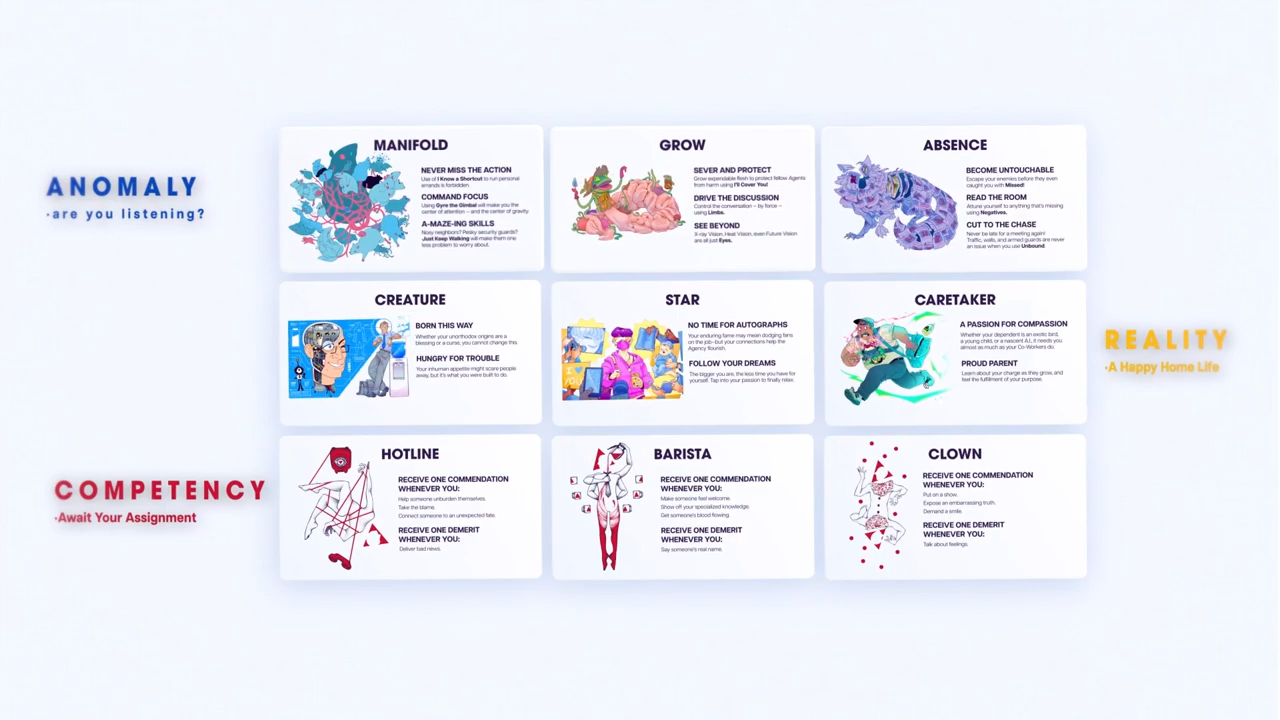 ANOMALY
·are you listening?
MANIFOLD
NEVER MISS THE ACTION
Use of I Know a Shortcut to run personal
errands is forbidden.
COMMAND FOCUS
Using Gyre the Gimbal will make you the
center of attention — and the center of gravity.
A-MAZE-ING SKILLS
Nosy neighbors? Pesky security guards?
Just Keep Walking will make them one
less problem to worry about.
GROW
SEVER AND PROTECT
Grow expendable flesh to protect fellow Agents
from harm using I'll Cover You!
DRIVE THE DISCUSSION
Control the conversation – by force –
using Limbs.
SEE BEYOND
X-ray Vision, Heat Vision, even Future Vision
are all just Eyes.
ABSENCE
BECOME UNTOUCHABLE
Escape your enemies before they even
caught you with Missed!
READ THE ROOM
Attune yourself to anything that's missing
using Negatives.
CUT TO THE CHASE
Never be late for a meeting again!
Traffic, walls, and armed guards are never
an issue when you use Unbound.
CREATURE
BORN THIS WAY
Whether your unorthodox origins are a
blessing or a curse, you cannot change this.
HUNGRY FOR TROUBLE
Your inhuman appetite might scare people
away, but it's what you were built to do.
STAR
NO TIME FOR AUTOGRAPHS
Your enduring fame may mean dodging fans
on the job–but your connections help the
Agency flourish.
FOLLOW YOUR DREAMS
The bigger you are, the less time you have for
yourself. Tap into your passion to finally relax.
CARETAKER
A PASSION FOR COMPASSION
Whether your dependent is an exotic bird,
a young child, or a nascent A.I., it needs you
almost as much as your Co-Workers do.
PROUD PARENT
Learn about your charge as they grow, and
feel the fulfillment of your purpose.
REALITY
·A Happy Home Life
COMPETENCY
·Await Your Assignment
HOTLINE
RECEIVE ONE COMMENDATION
WHENEVER YOU:
Help someone unburden themselves.
Take the blame.
Connect someone to an unexpected fate.
RECEIVE ONE DEMERIT
WHENEVER YOU:
Deliver bad news.
BARISTA
RECEIVE ONE COMMENDATION
WHENEVER YOU:
Make someone feel welcome.
Show off your specialized knowledge.
Get someone's blood flowing.
RECEIVE ONE DEMERIT
WHENEVER YOU:
Say someone's real name.
CLOWN
RECEIVE ONE COMMENDATION
WHENEVER YOU:
Put on a show.
Expose an embarrassing truth.
Demand a smile.
RECEIVE ONE DEMERIT
WHENEVER YOU:
Talk about feelings.